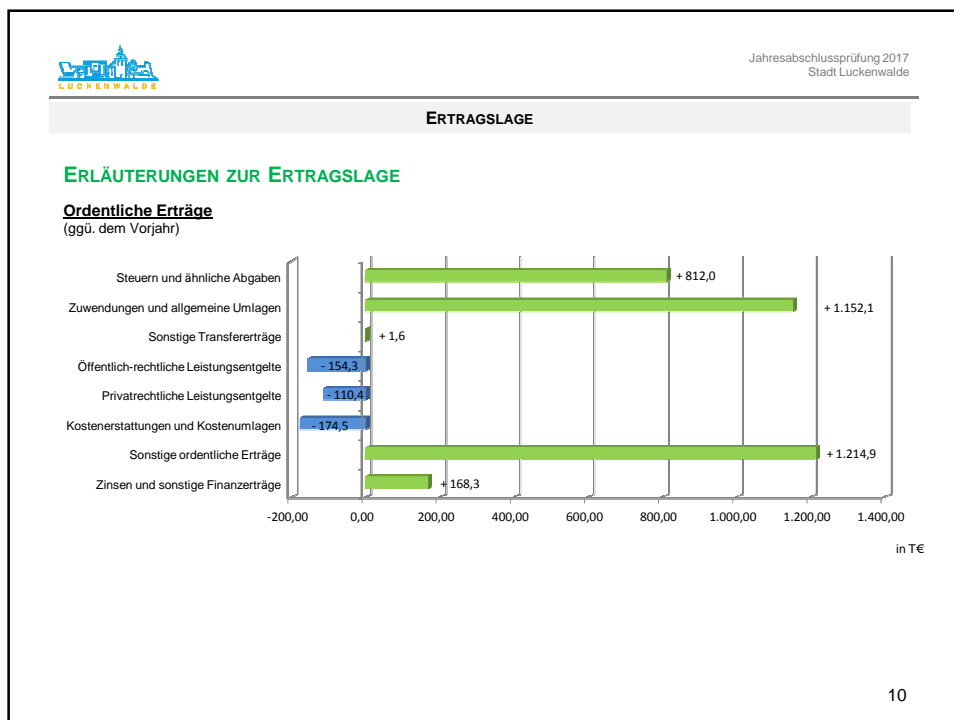 LUCKENWALDE
Jahresabschlussprüfung 2017
Stadt Luckenwalde
ERTRAGSLAGE
ERLÄUTERUNGEN ZUR ERTRAGSLAGE
Ordentliche Erträge
(ggü. dem Vorjahr)
Steuern und ähnliche Abgaben + 812,0
Zuwendungen und allgemeine Umlagen + 1.152,1
Sonstige Transfererträge + 1,6
Öffentlich-rechtliche Leistungsentgelte - 154,3
Privatrechtliche Leistungsentgelte - 110,4
Kostenerstattungen und Kostenumlagen - 174,5
Sonstige ordentliche Erträge + 1.214,9
Zinsen und sonstige Finanzerträge + 168,3
-200,00 0,00 200,00 400,00 600,00 800,00 1.000,00 1.200,00 1.400,00
in T€
10